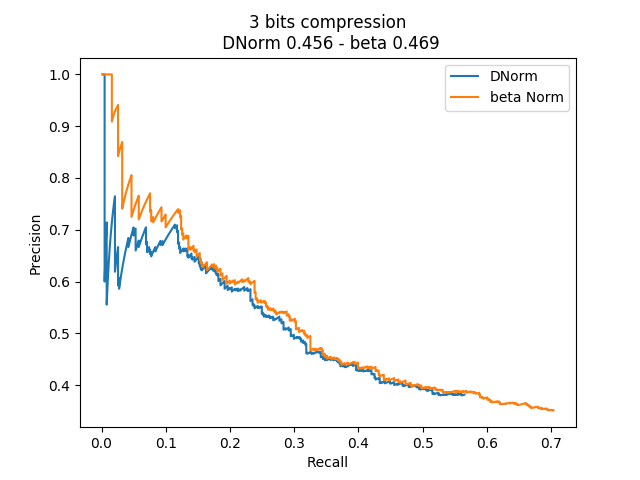 3 bits compression
DNorm 0.456 - beta 0.469
DNorm
beta Norm
1.0
0.9
0.8
0.7
0.6
0.5
0.4
Precision
0.0 0.1 0.2 0.3 0.4 0.5 0.6 0.7
Recall